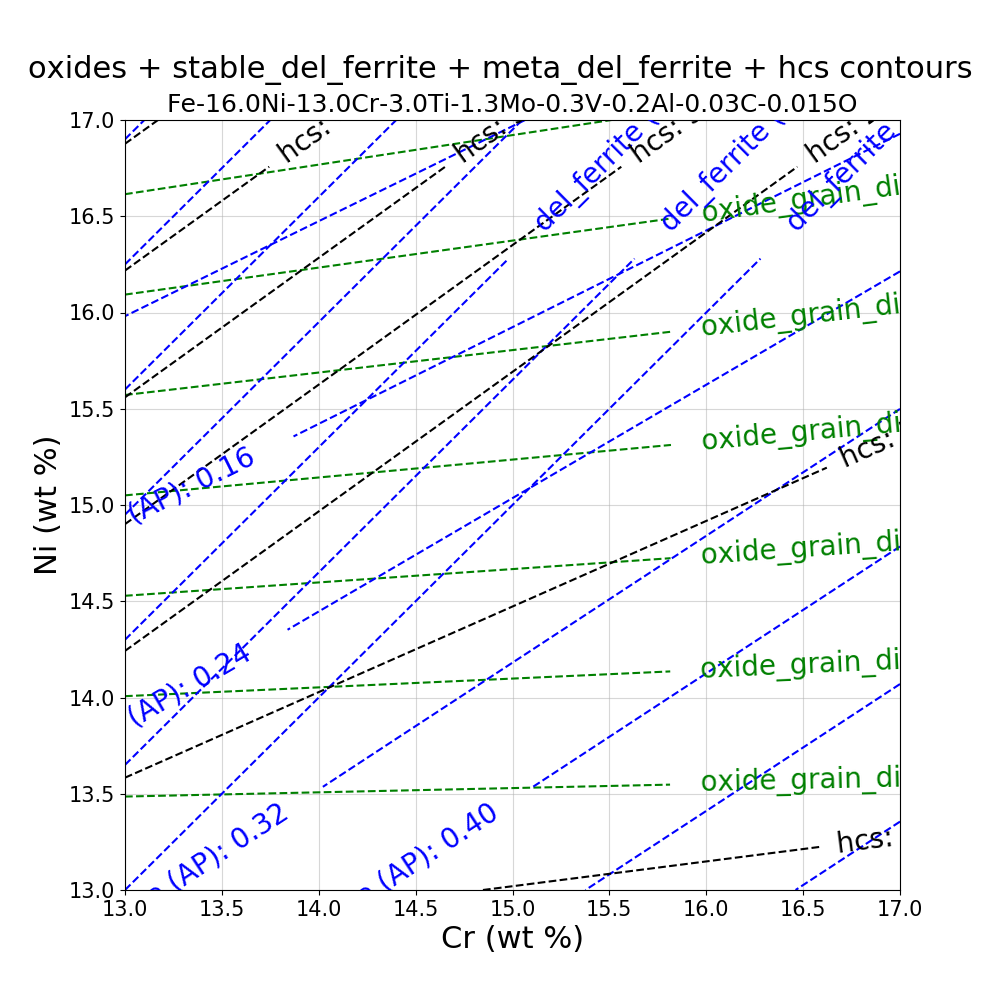 oxides + stable_del_ferrite + meta_del_ferrite + hcs contours
Fe-16.0Ni-13.0Cr-3.0Ti-1.3Mo-0.3V-0.2Al-0.03C-0.015O
17.0
16.5
16.0
15.5
15.0
14.5
14.0
13.5
13.0
Ni (wt %)
hcs:
hcs:
hcs:
hcs:
del_ferrite (
del_ferrite (
del_ferrite
oxide_grain_di
oxide_grain_di
oxide_grain_di
hcs:
(AP): 0.16
oxide_grain_di
(AP): 0.24
oxide_grain_di
oxide_grain_di
(AP): 0.32
(AP): 0.40
hcs:
13.0 13.5 14.0 14.5 15.0 15.5 16.0 16.5 17.0
Cr (wt %)